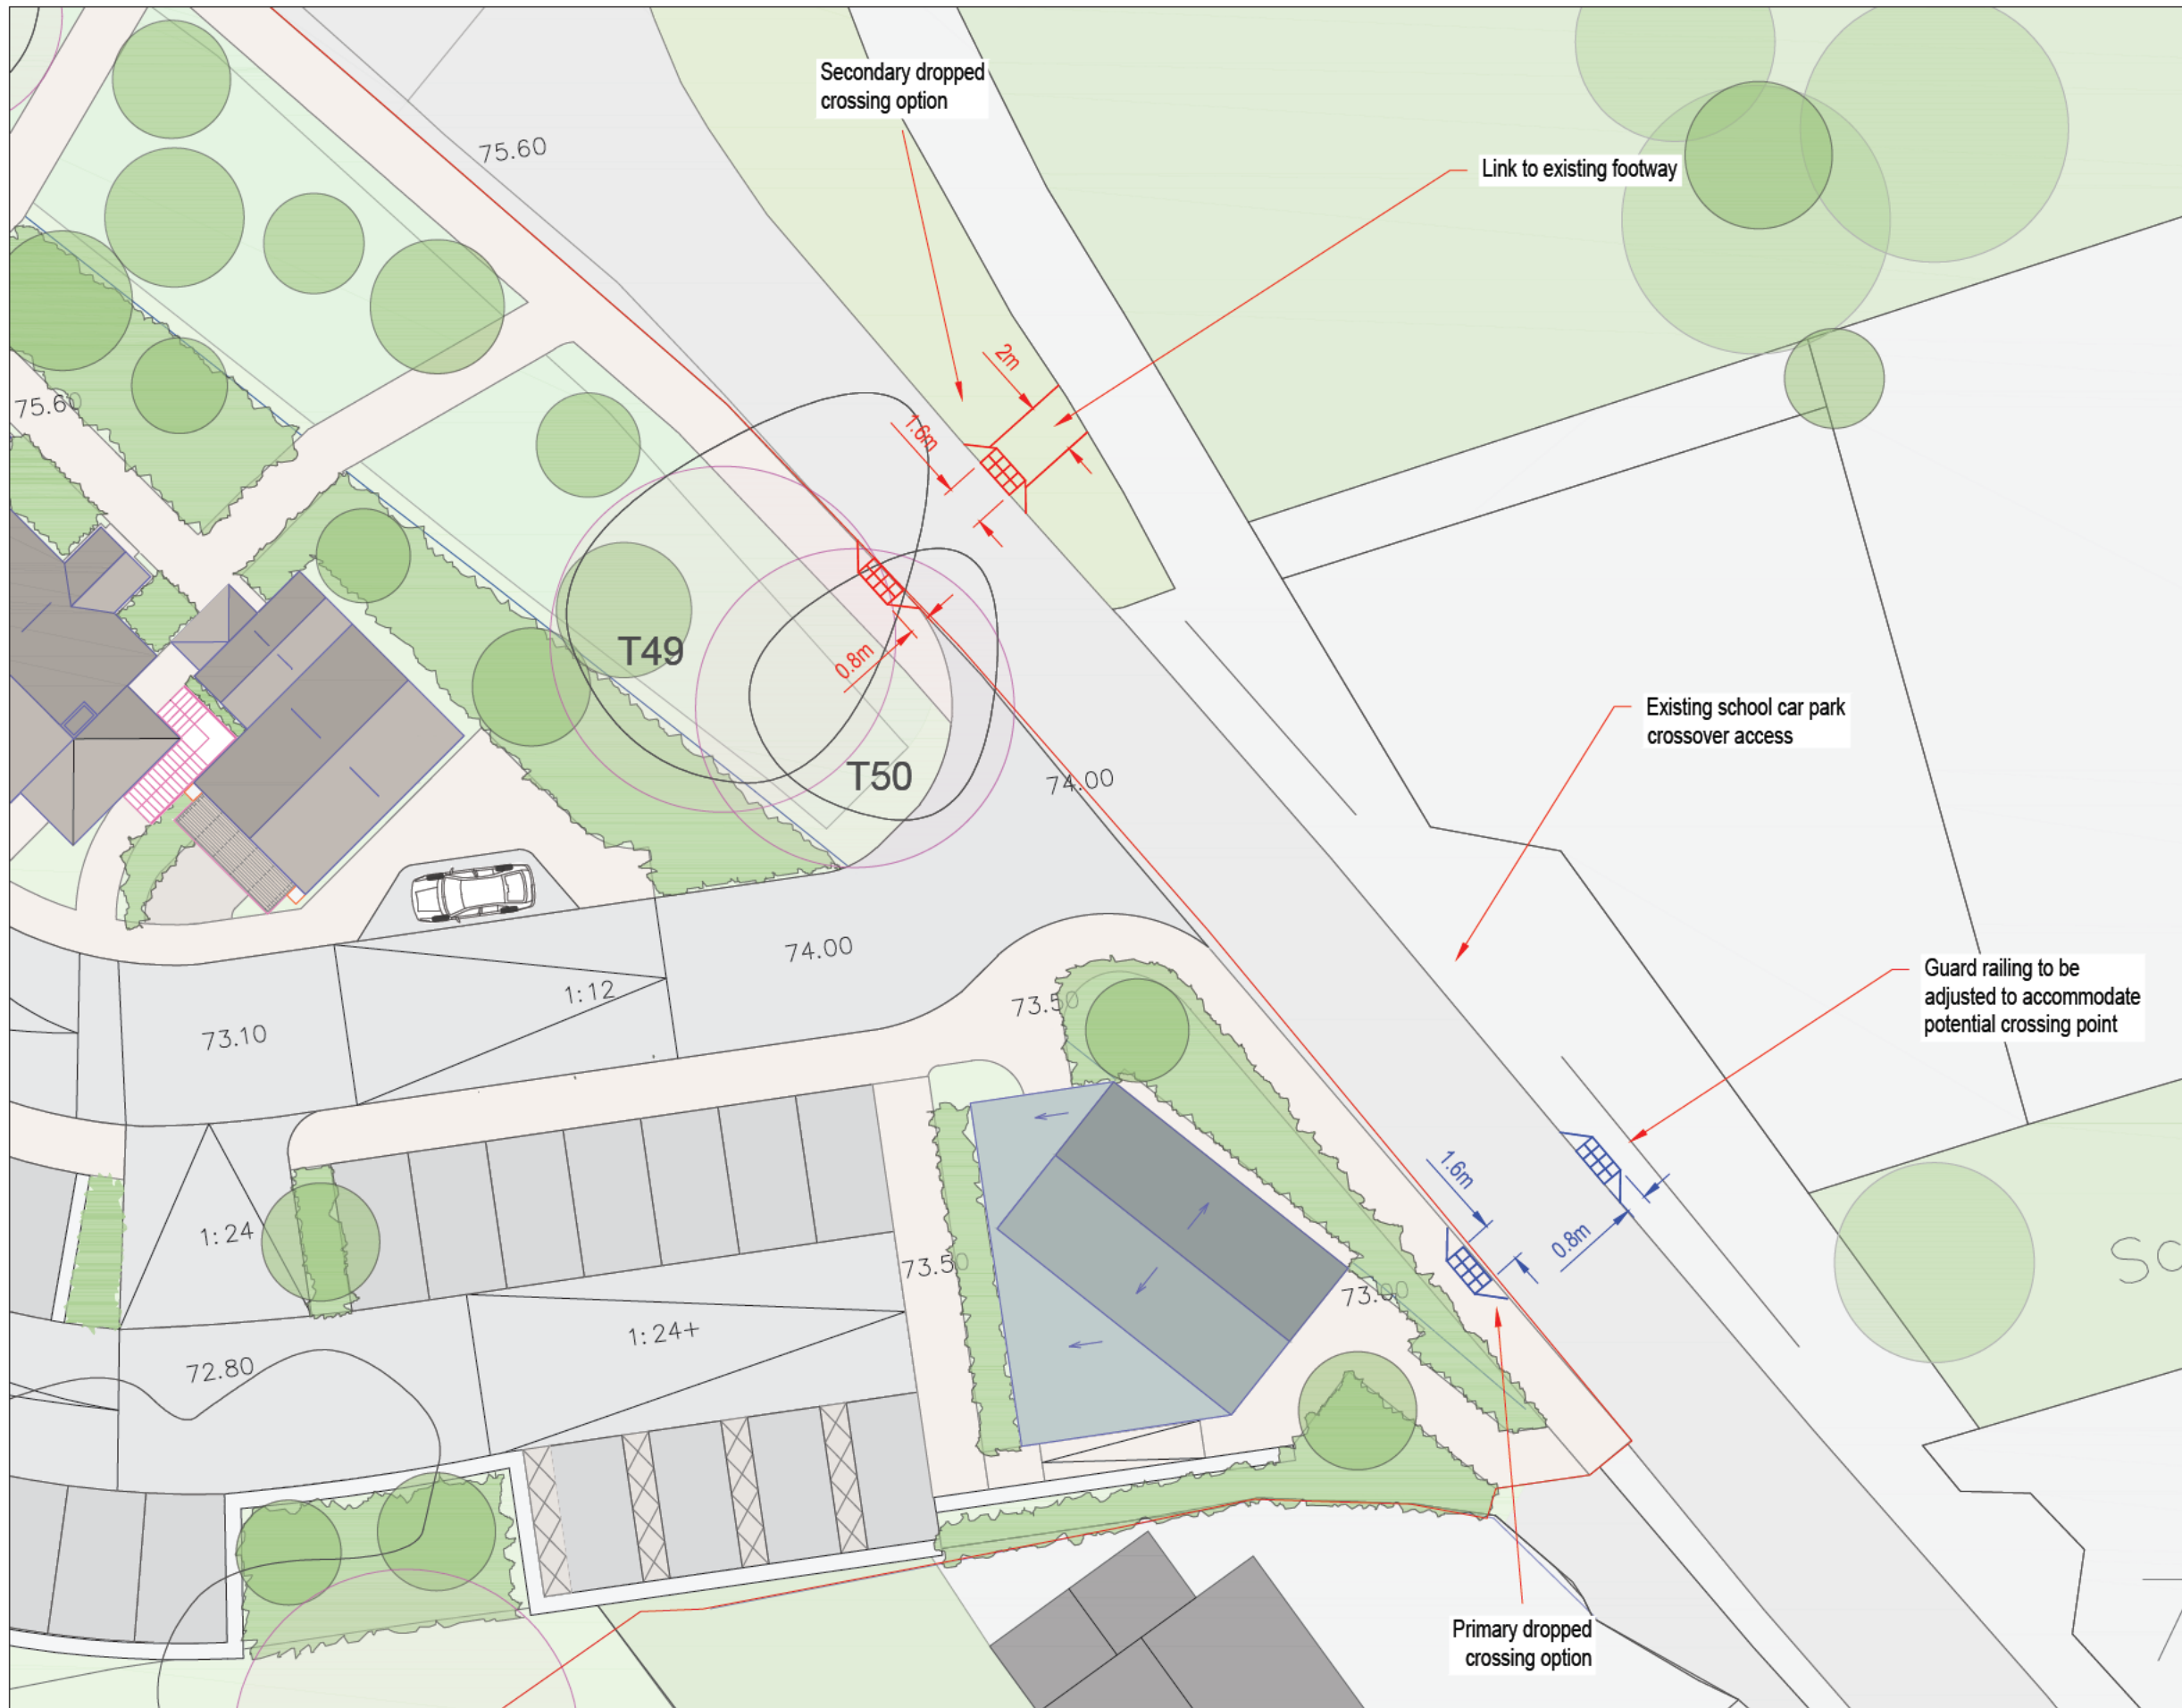 Secondary dropped
crossing option
75.60
Link to existing footway
2m
75.60
1.6m
T49
0.8m
Existing school car park
crossover access
T50
74.00
74.00
Guard railing to be
adjusted to accommodate
potential crossing point
1:12
73.50
73.10
1.6m
1:24
0.8m
73.50
SC
73.00
1:24+
72.80
Primary dropped
crossing option